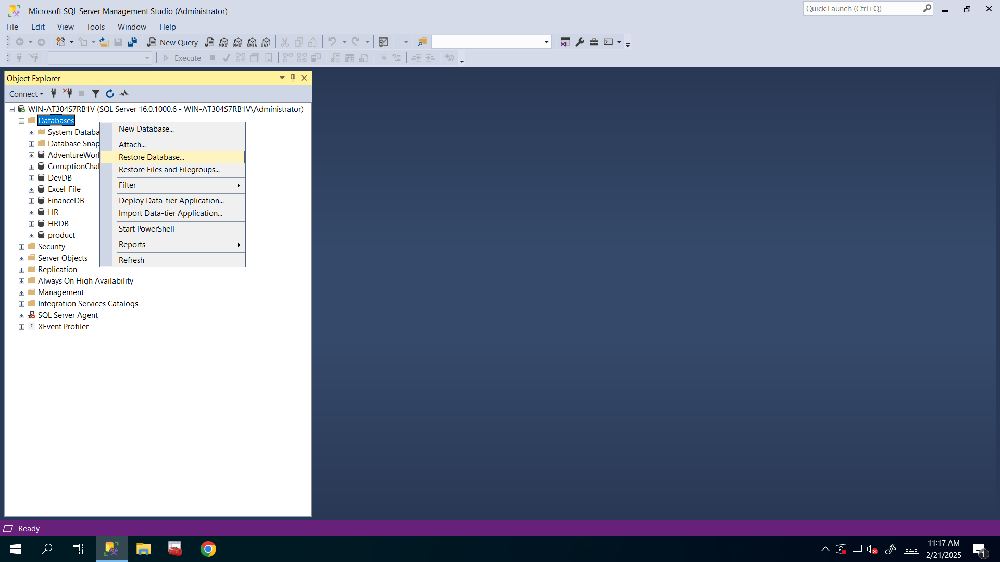 Microsoft SQL Server Management Studio (Administrator)
Quick Launch (Ctrl+Q)
File Edit View Tools Window Help
New Query MDX DMX XMLA DAX
Execute
Object Explorer
Connect
WIN-AT304S7RB1V (SQL Server 16.0.1000.6 - WIN-AT304S7RB1V\Administrator)
Databases
System Databa
Database Snap
AdventureWork
CorruptionChal
DevDB
Excel_File
FinanceDB
HR
HRDB
product
Security
Server Objects
Replication
Always On High Availability
Management
Integration Services Catalogs
SQL Server Agent
XEvent Profiler
New Database...
Attach...
Restore Database...
Restore Files and Filegroups...
Filter
Deploy Data-tier Application...
Import Data-tier Application...
Start PowerShell
Reports
Refresh
Ready
11:17 AM
2/21/2025
1